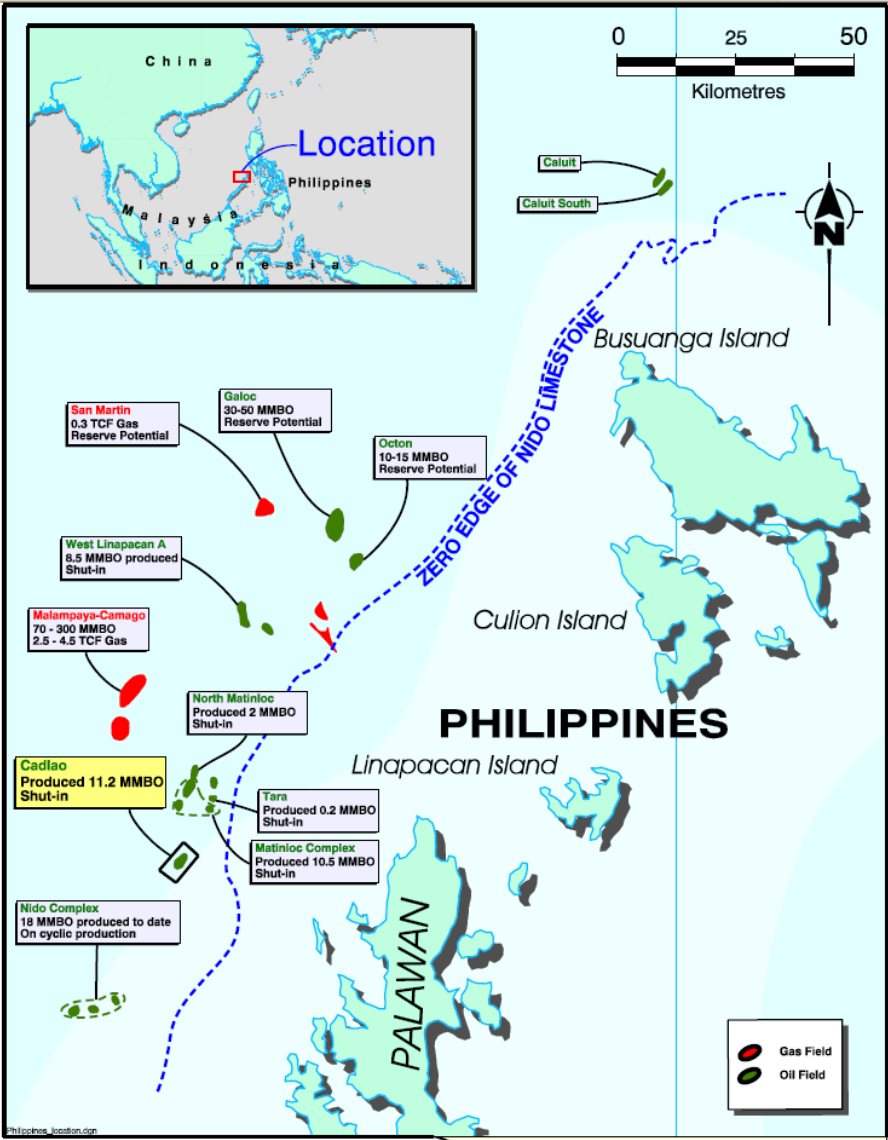 China
Location
Philippines
Malaysia
Indonesia
0 25 50
Kilometres
Caluit
Caluit South
N
Busuanga Island
ZERO EDGE OF NIDO LIMESTONE
San Martin
0.3 TCF Gas
Reserve Potential
Galoc
30-50 MMBO
Reserve Potential
Octon
10-15 MMBO
Reserve Potential
West Linapacan A
8.5 MMBO produced
Shut-in
Malampaya-Camago
70 - 300 MMBO
2.5 - 4.5 TCF Gas
Culion Island
North Matinloc
Produced 2 MMBO
Shut-in
PHILIPPINES
Linapacan Island
Cadlao
Produced 11.2 MMBO
Shut-in
Tara
Produced 0.2 MMBO
Shut-in
Matinloc Complex
Produced 10.5 MMBO
Shut-in
Nido Complex
18 MMBO produced to date
On cyclic production
PALAWAN
Gas Field
Oil Field
Philippines_location.dgn